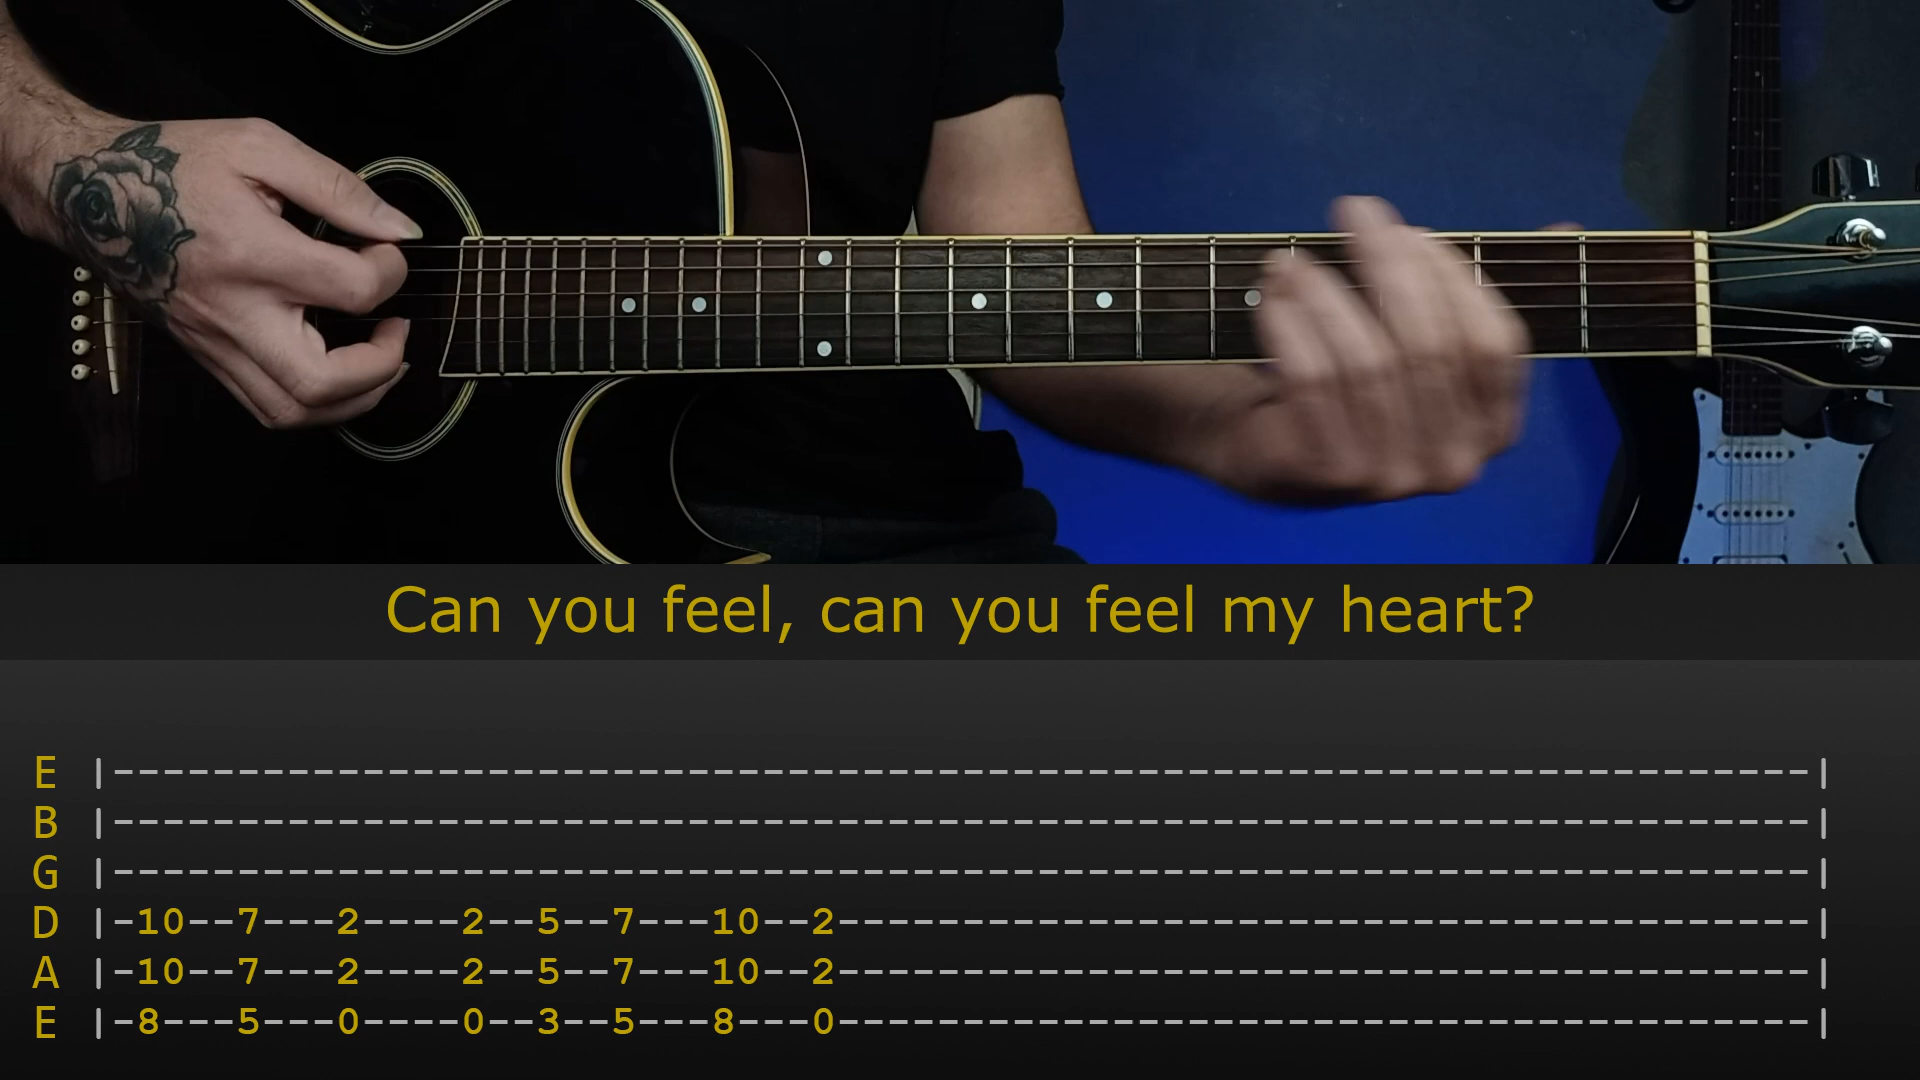 Can you feel, can you feel my heart?
E |--------------------------------------------------------------------|
B |--------------------------------------------------------------------|
G |--------------------------------------------------------------------|
D |-10--7---2----2--5--7---10--2---------------------------------------|
A |-10--7---2----2--5--7---10--2---------------------------------------|
E |-8---5---0----0--3--5---8---0---------------------------------------|